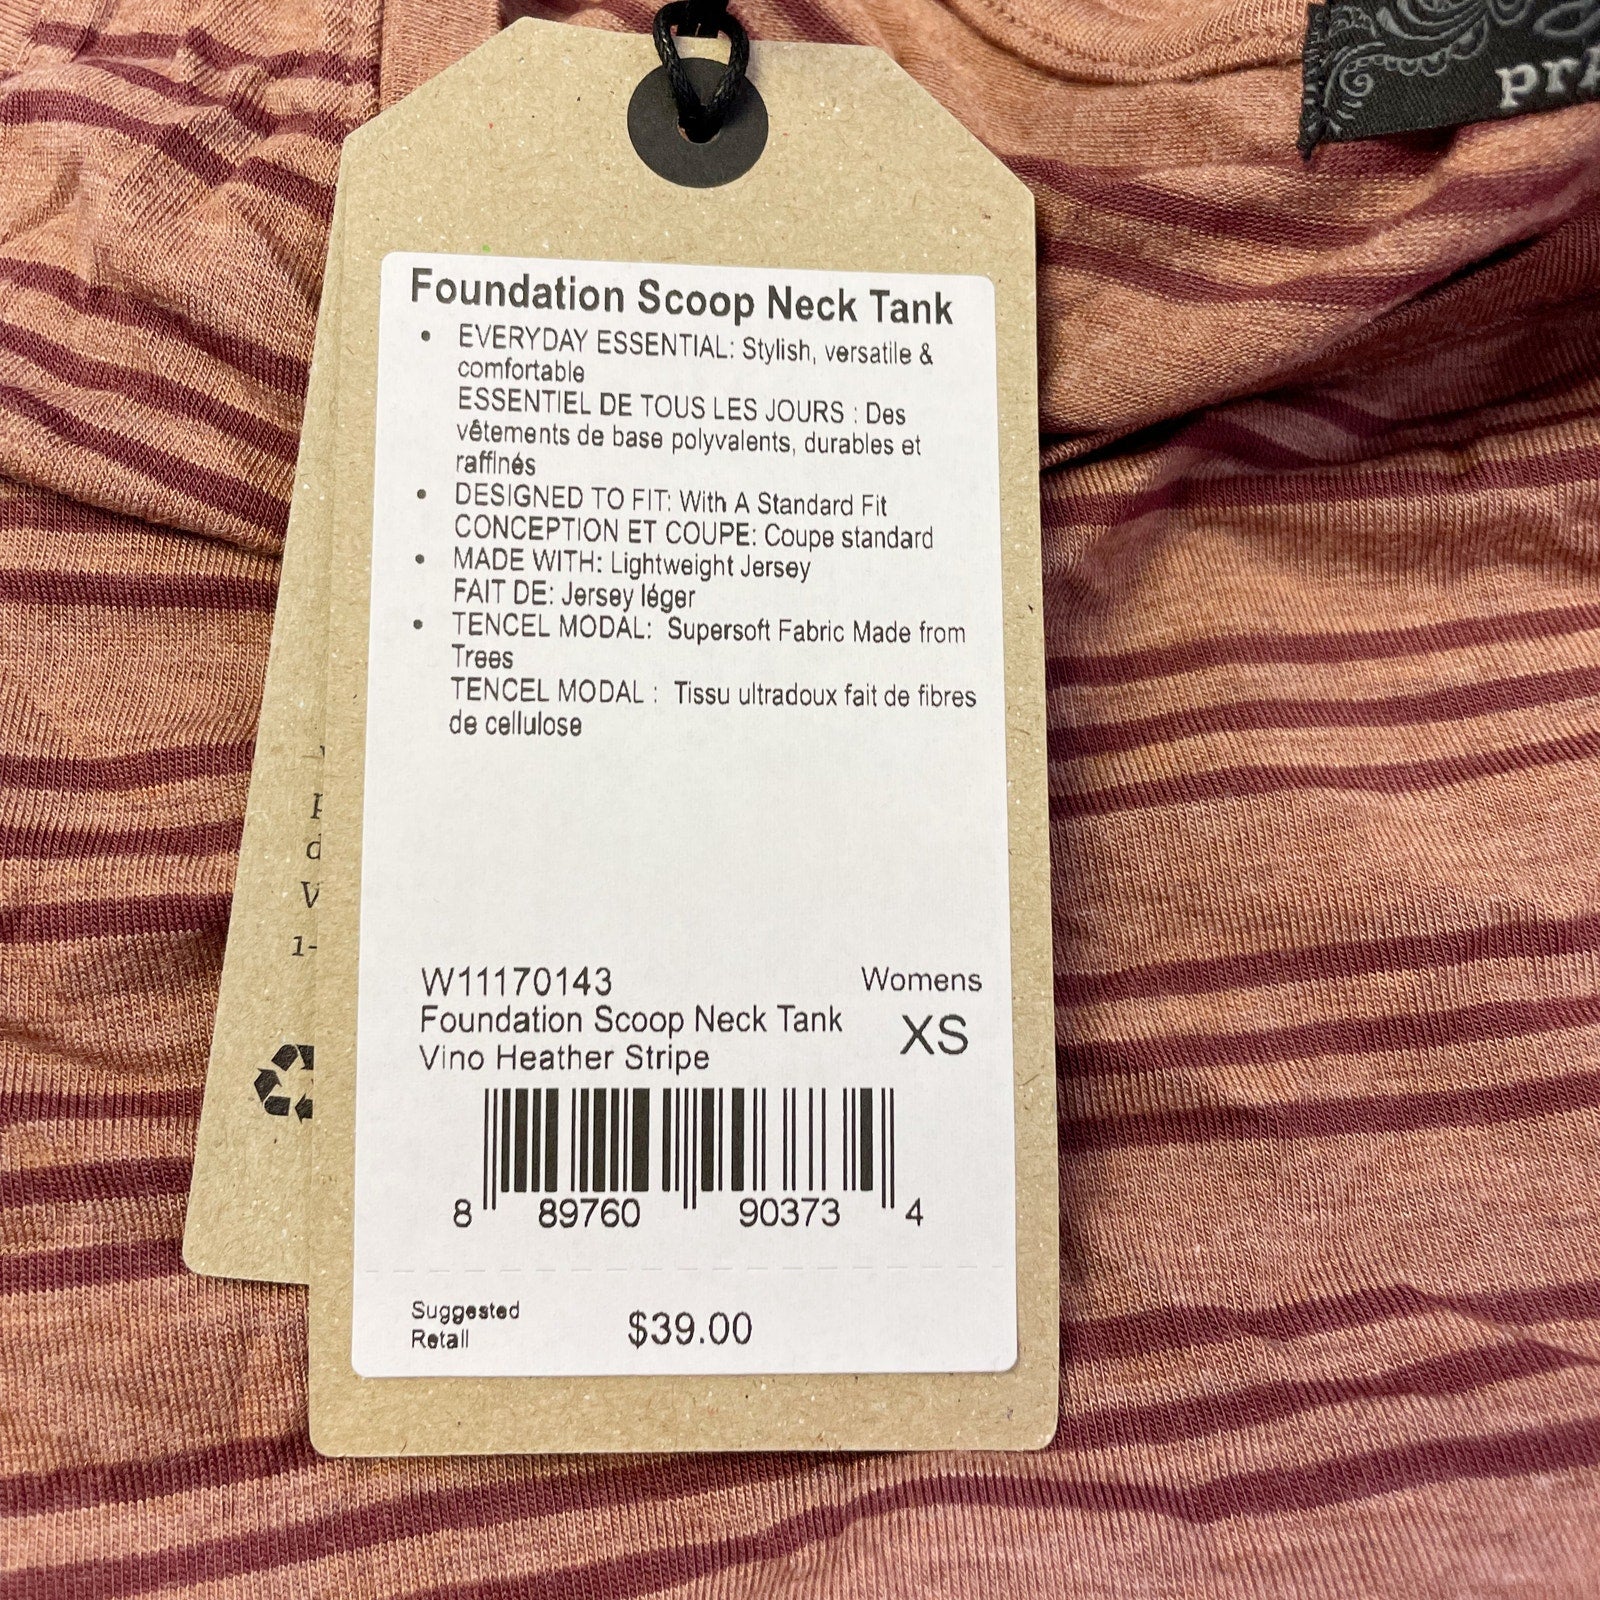 Foundation Scoop Neck Tank
• EVERYDAY ESSENTIAL: Stylish, versatile &
comfortable
ESSENTIEL DE TOUS LES JOURS : Des
vêtements de base polyvalents, durables et
raffinés
• DESIGNED TO FIT: With A Standard Fit
CONCEPTION ET COUPE: Coupe standard
• MADE WITH: Lightweight Jersey
FAIT DE: Jersey léger
• TENCEL MODAL: Supersoft Fabric Made from
Trees
TENCEL MODAL : Tissu ultradoux fait de fibres
de cellulose
W11170143 Womens
Foundation Scoop Neck Tank XS
Vino Heather Stripe
8 89760 90373 4
Suggested
Retail $39.00